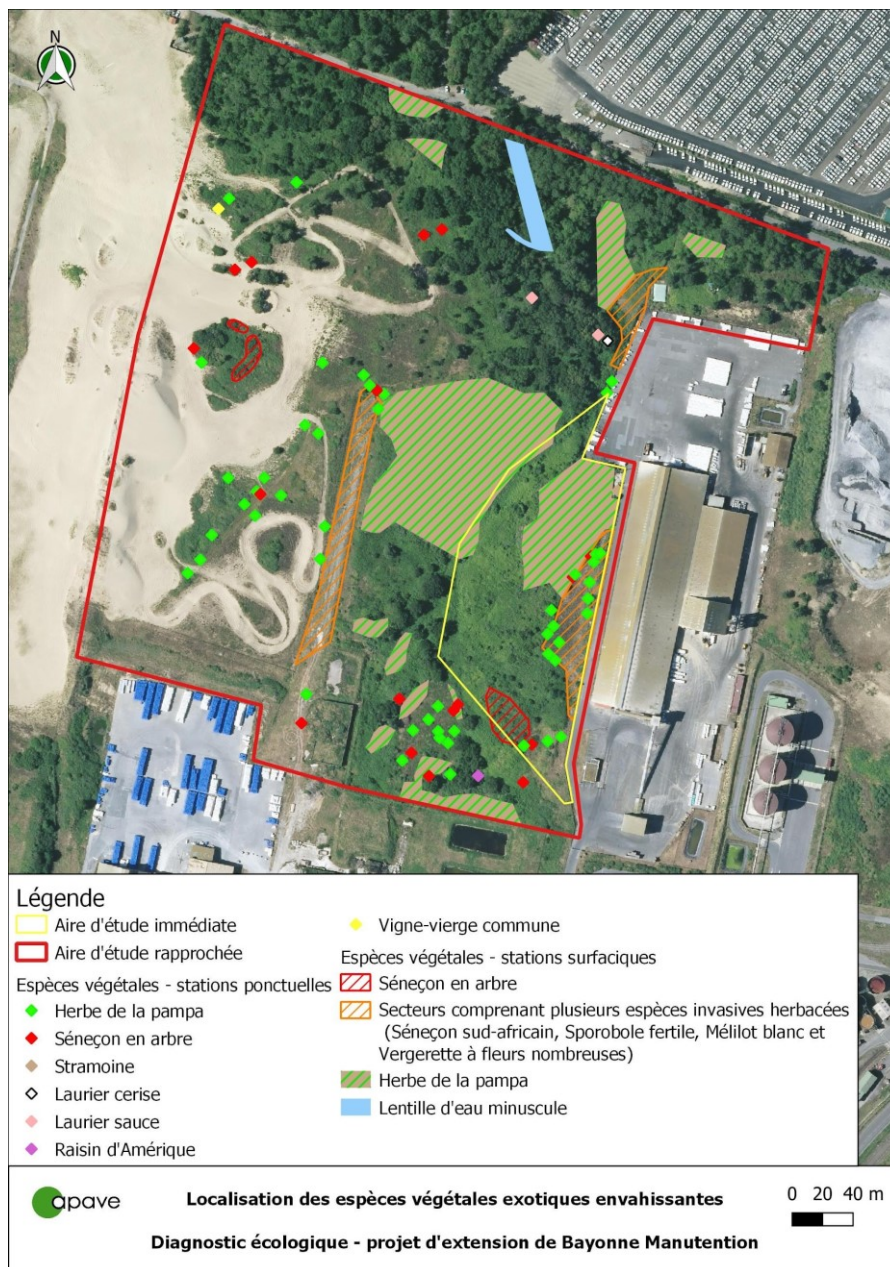 N
Légende
Aire d'étude immédiate
Aire d'étude rapprochée
Espèces végétales - stations ponctuelles
Herbe de la pampa
Séneçon en arbre
Stramoine
Laurier cerise
Laurier sauce
Raisin d'Amérique
Vigne-vierge commune
Espèces végétales - stations surfaciques
Séneçon en arbre
Secteurs comprenant plusieurs espèces invasives herbacées
(Séneçon sud-africain, Sporobole fertile, Mélilot blanc et
Vergerette à fleurs nombreuses)
Herbe de la pampa
Lentille d'eau minuscule
apave
Localisation des espèces végétales exotiques envahissantes
0 20 40 m
Diagnostic écologique - projet d'extension de Bayonne Manutention